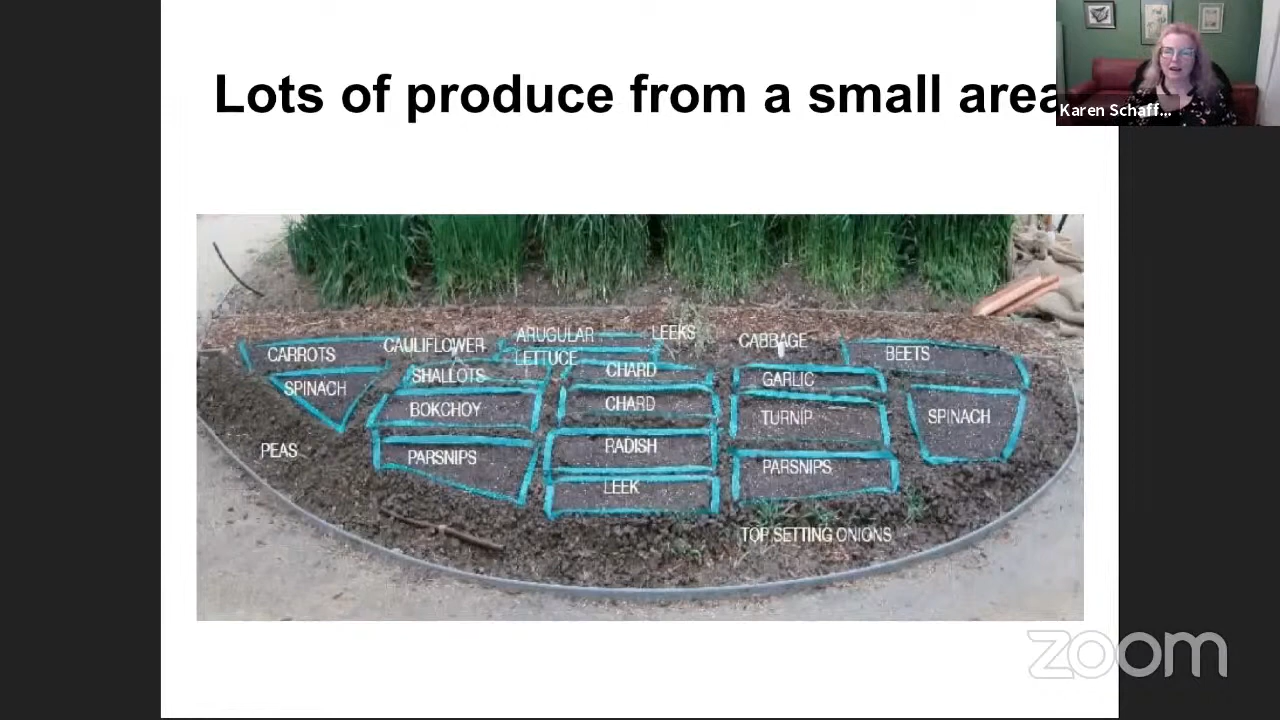 Lots of produce from a small area
Karen Schaff...
ARUGULAR
LEEKS
CARROTS
CAULIFLOWER
CABBAGE
BEETS
LETTUCE
SPINACH
SHALLOTS
CHARD
GARLIC
BOKCHOY
CHARD
TURNIP
SPINACH
PEAS
PARSNIPS
RADISH
PARSNIPS
LEEK
TOP SETTING ONIONS
zoom